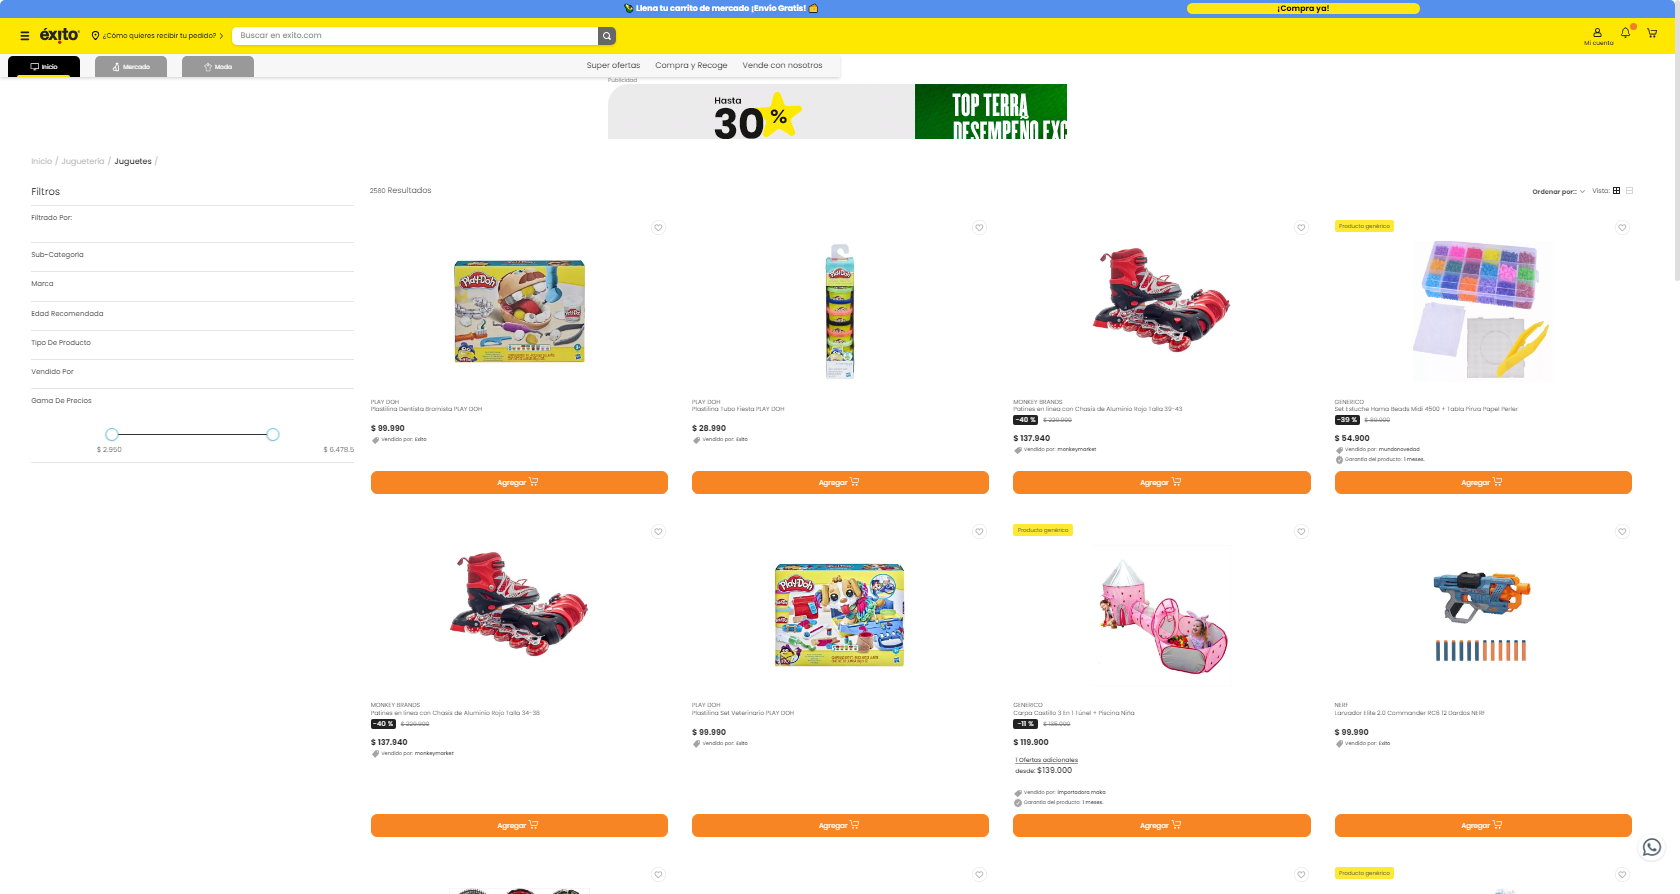 Llena tu carrito de mercado ¡Envío Gratis!
¡Compra ya!
éxito
¿Cómo quieres recibir tu pedido?
Buscar en exito.com
Mi cuenta
Inicio
Mercado
Moda
Super ofertas
Compra y Recoge
Vende con nosotros
Publicidad
Hasta
30 %
TOP TERRA
DESEMPEÑO EXC
Inicio / Juguetería / Juguetes /
Filtros
2580 Resultados
Ordenar por::
Vista:
Filtrado Por:
Sub-Categoría
Marca
Edad Recomendada
Tipo De Producto
Vendido Por
Gama De Precios
$ 2.950
$ 6.478.5
PLAY DOH
Plastilina Dentista Bromista PLAY DOH
$ 99.990
Vendido por: Exito
Agregar
PLAY DOH
Plastilina Tubo Fiesta PLAY DOH
$ 28.990
Vendido por: Exito
Agregar
MONKEY BRANDS
Patines en linea con Chasis de Aluminio Rojo Talla 39-43
-40 % $ 229.900
$ 137.940
Vendido por: monkeymarket
Agregar
Producto genérico
GENERICO
Set Estuche Hama Beads Midi 4500 + Tabla Pinza Papel Perler
-39 % $ 89.900
$ 54.900
Vendido por: mundonovedad
Garantía del producto: 1 meses.
Agregar
MONKEY BRANDS
Patines en linea con Chasis de Aluminio Rojo Talla 34-38
-40 % $ 229.900
$ 137.940
Vendido por: monkeymarket
Agregar
PLAY DOH
Plastilina Set Veterinario PLAY DOH
$ 99.990
Vendido por: Exito
Agregar
Producto genérico
GENERICO
Carpa Castillo 3 En 1 Túnel + Piscina Niña
-11 % $ 135.000
$ 119.900
1 Ofertas adicionales
desde: $139.000
Vendido por: Importadora maka
Garantía del producto: 1 meses.
Agregar
NERF
Lanzador Elite 2.0 Commander RC6 12 Dardos NERF
$ 99.990
Vendido por: Exito
Agregar
Producto genérico